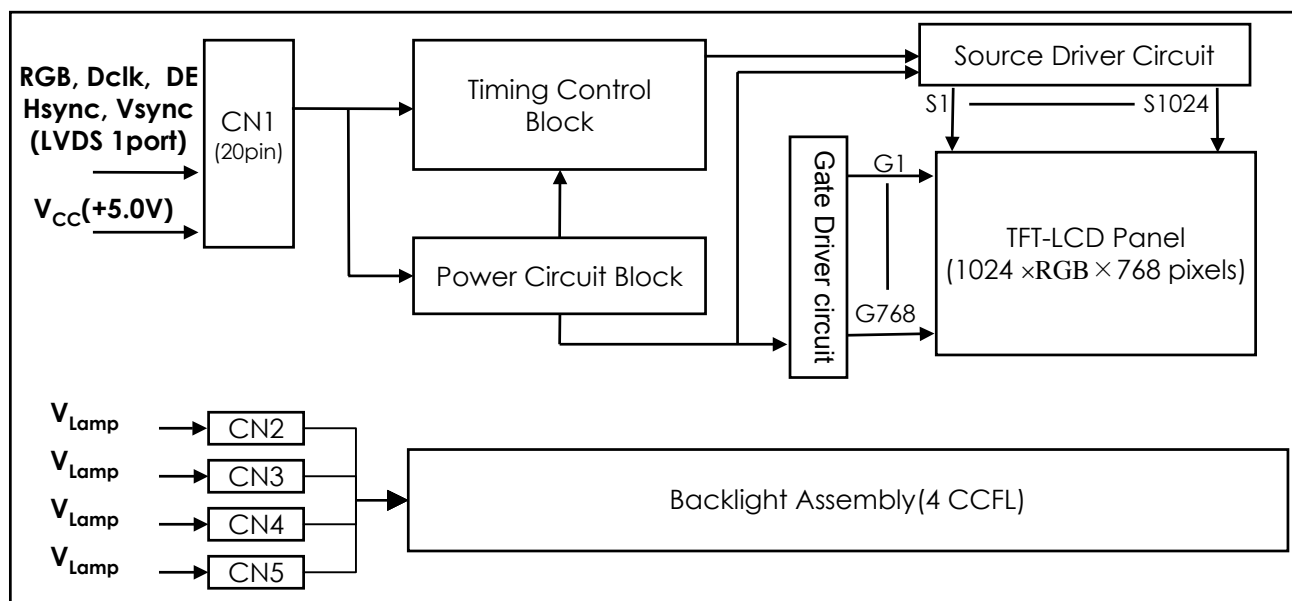 RGB, Dclk, DE
Hsync, Vsync
(LVDS 1port)
VCC(+5.0V)
CN1
(20pin)
Timing Control
Block
Power Circuit Block
Source Driver Circuit
S1
S1024
Gate Driver circuit
G1
G768
TFT-LCD Panel
(1024 ×RGB×768 pixels)
VLamp
CN2
VLamp
CN3
VLamp
CN4
VLamp
CN5
Backlight Assembly(4 CCFL)